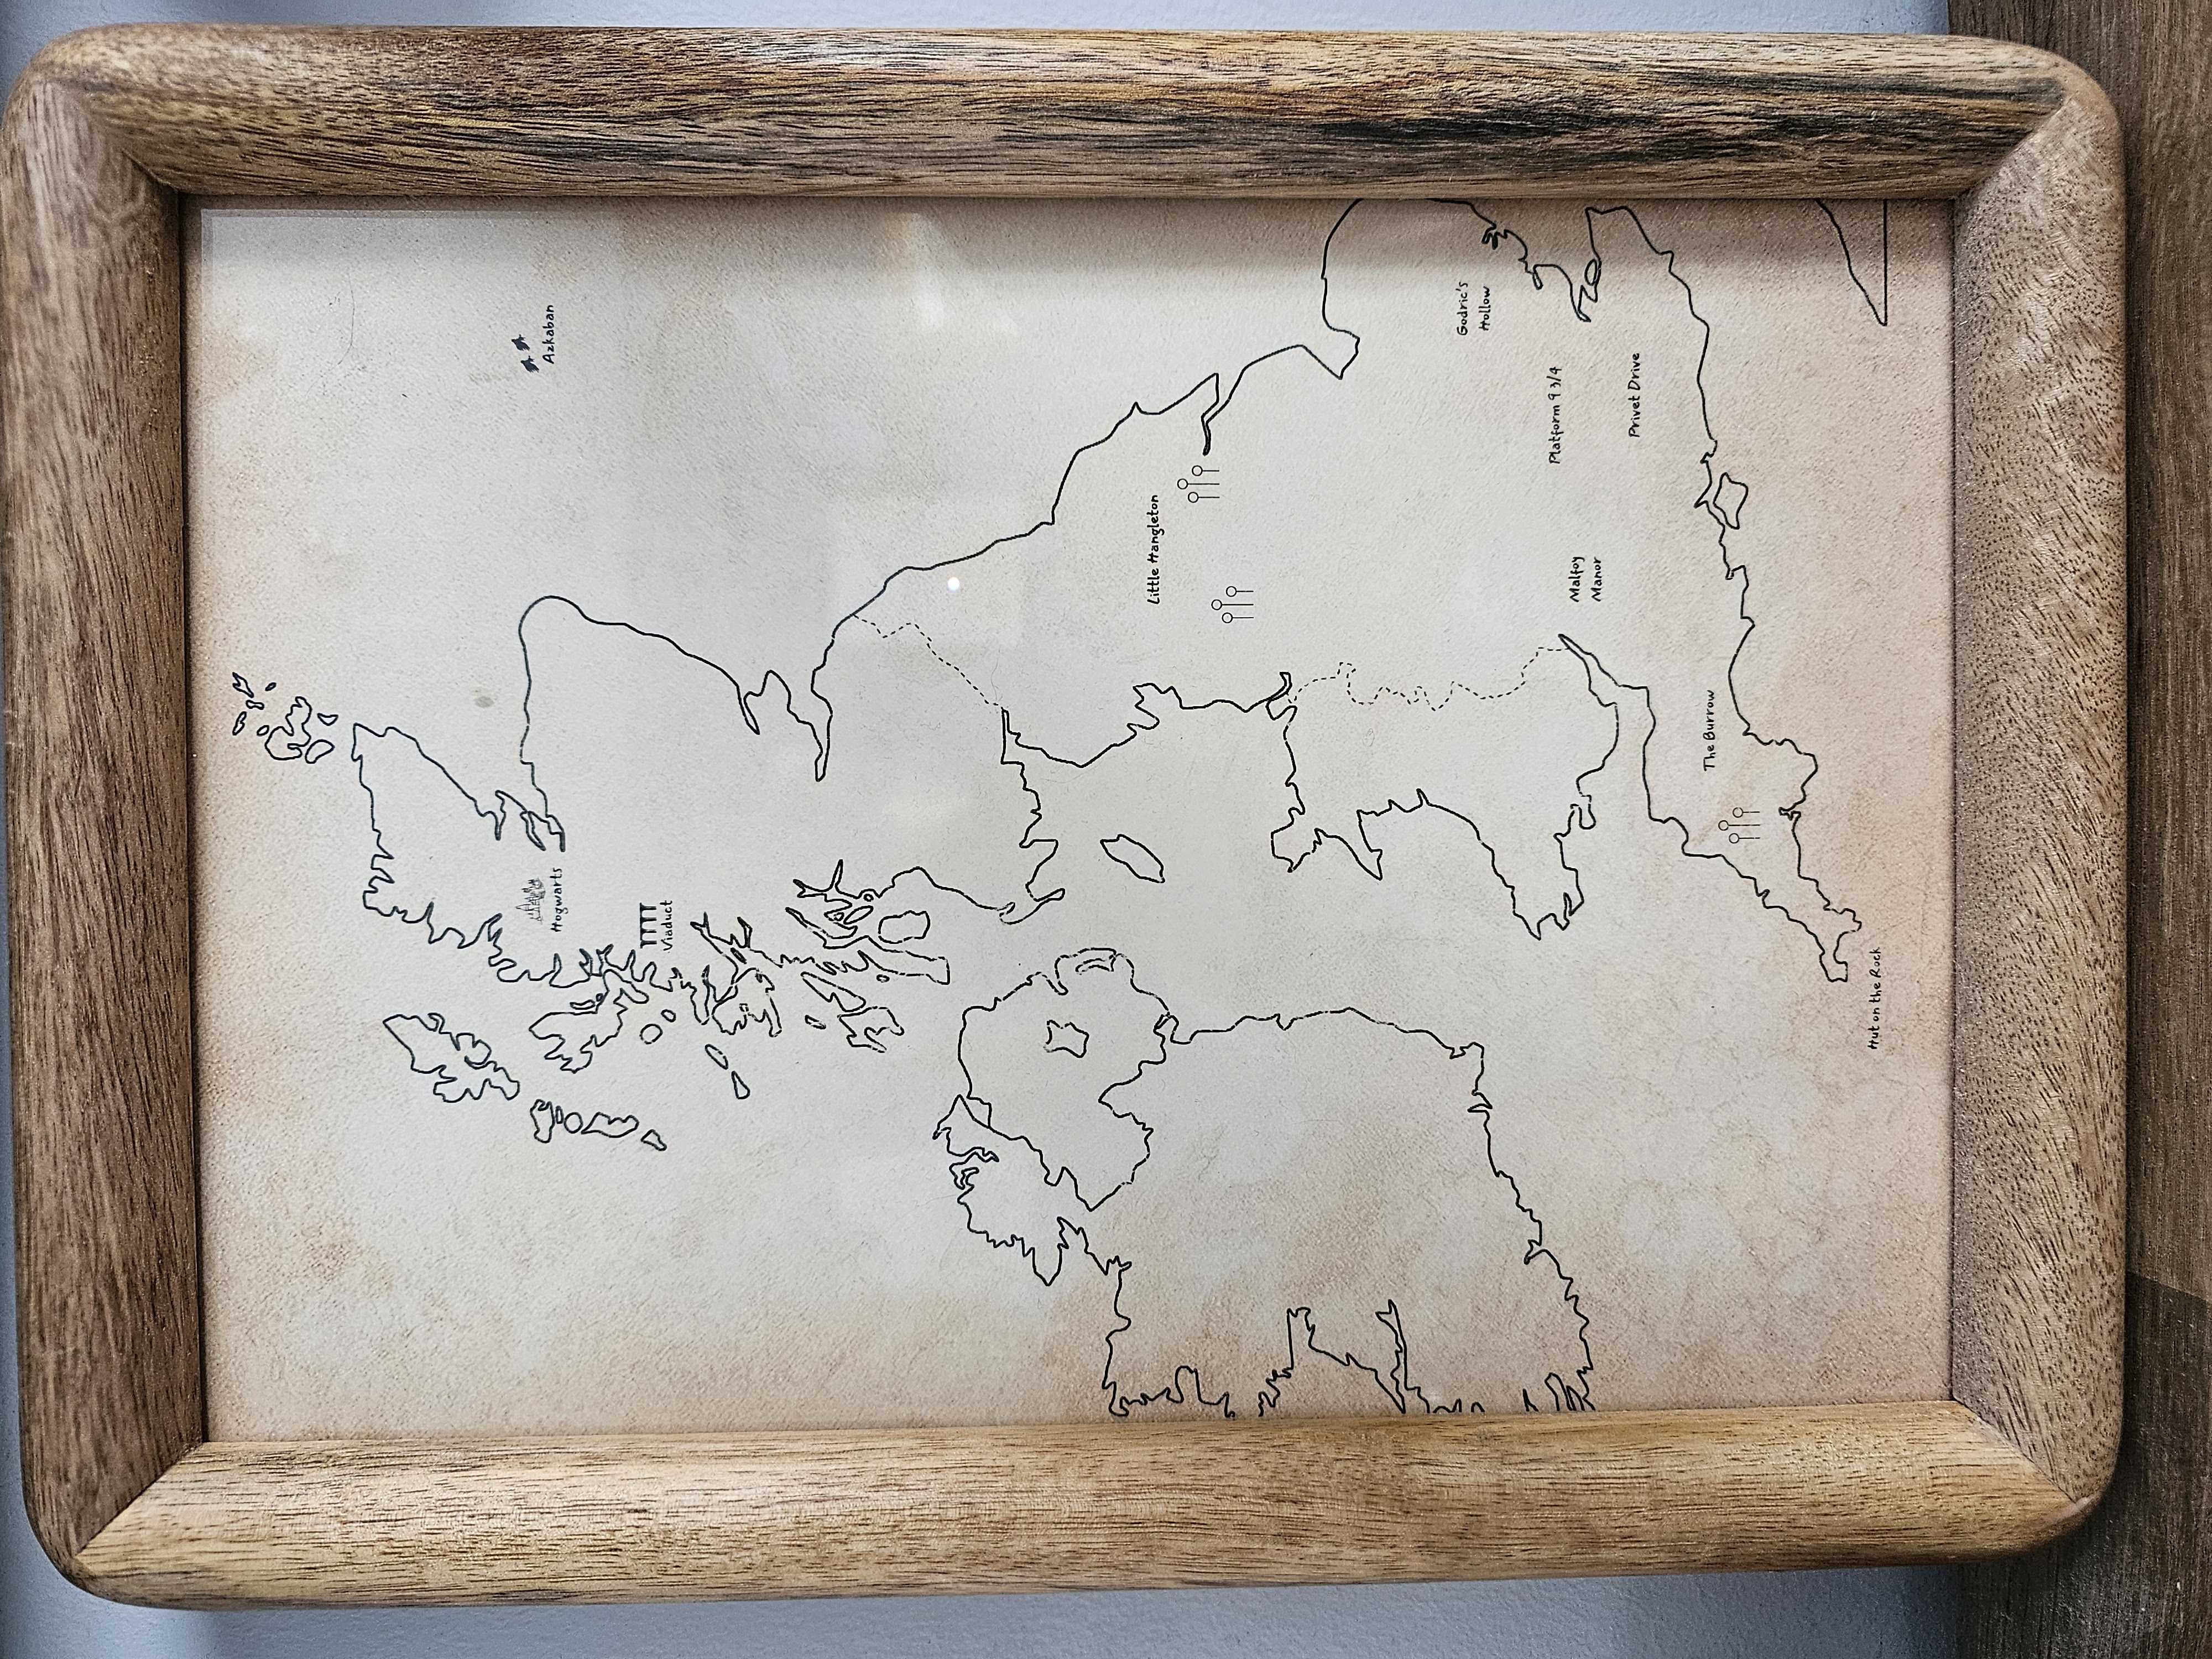 Hogwarts
Azkaban
Viaduct
Little Hangleton
Godric's
Hollow
Platform 9 3/4
Malfoy
Manor
Privet Drive
The Burrow
Hut on the Rock